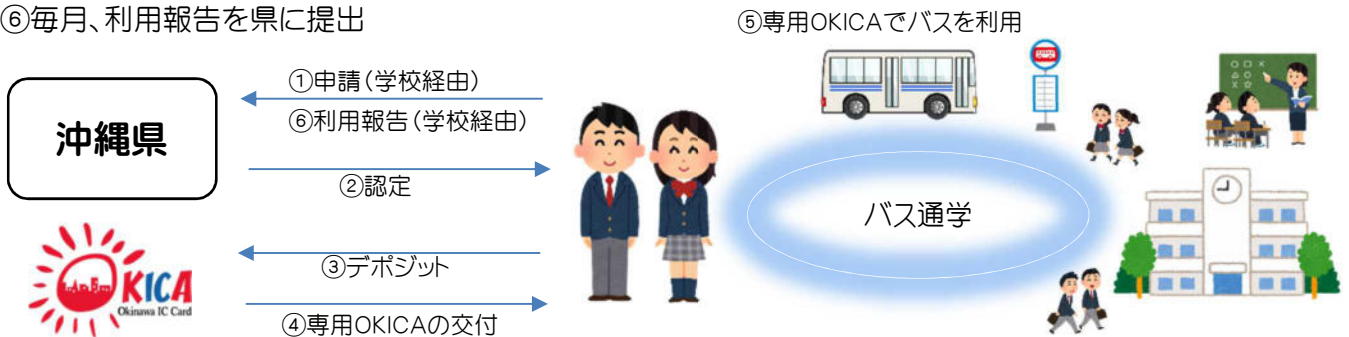 ⑥毎月、利用報告を県に提出
⑤専用OKICAでバスを利用
①申請(学校経由)
⑥利用報告(学校経由)
沖縄県
②認定
バス通学
③デポジット
OKICA
Okinawa IC Card
④専用OKICAの交付